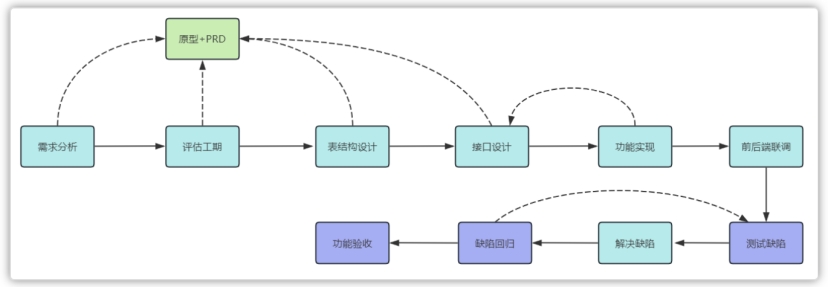 原型+PRD
需求分析
评估工期
表结构设计
接口设计
功能实现
前后端联调
功能验收
缺陷回归
解决缺陷
测试缺陷